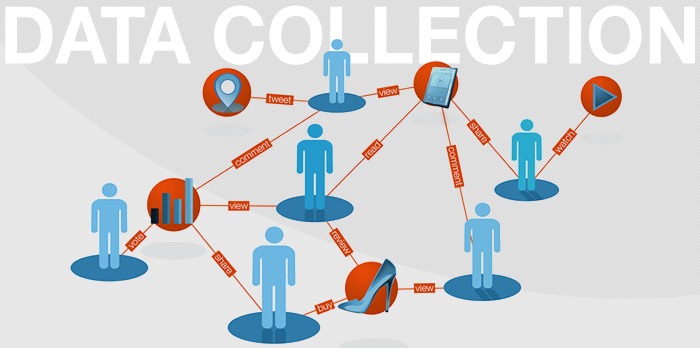 DATA COLLECTION
tweet
view
comment
read
share
watch
comment
view
vote
share
review
buy
view